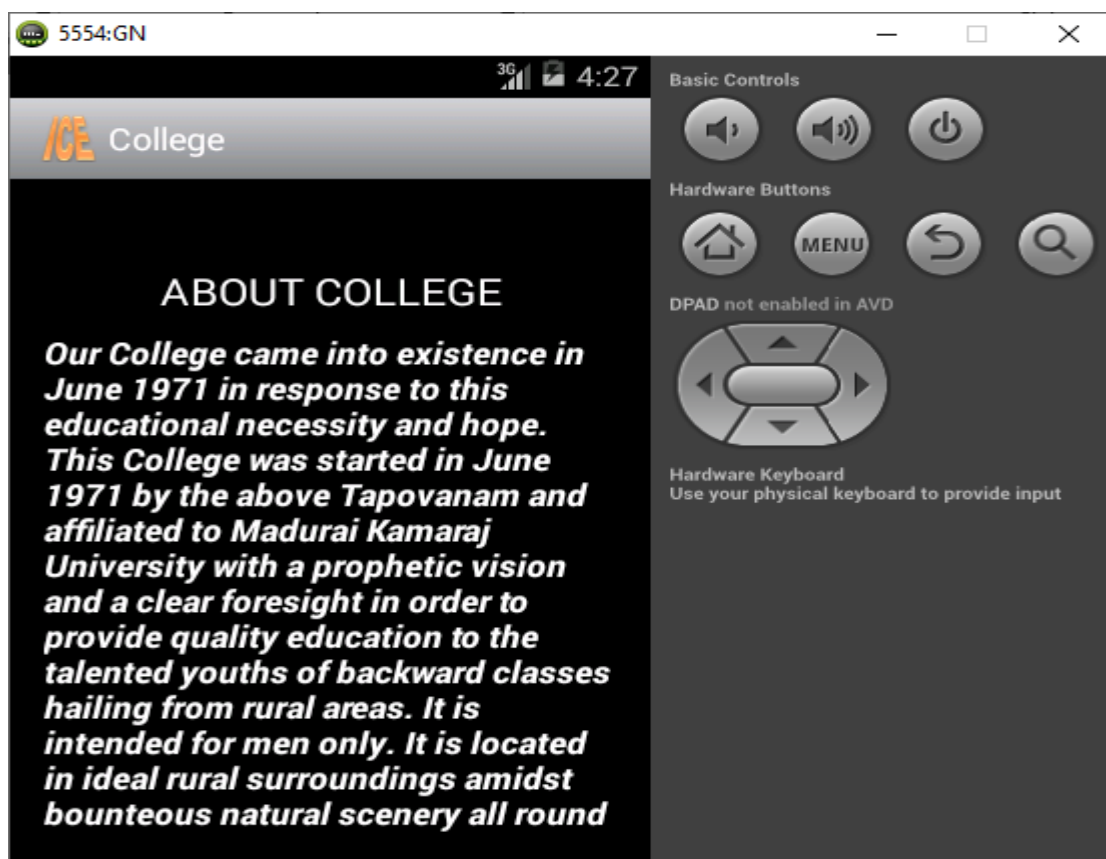 5554:GN
3G 4:27
ICE College
ABOUT COLLEGE
Our College came into existence in
June 1971 in response to this
educational necessity and hope.
This College was started in June
1971 by the above Tapovanam and
affiliated to Madurai Kamaraj
University with a prophetic vision
and a clear foresight in order to
provide quality education to the
talented youths of backward classes
hailing from rural areas. It is
intended for men only. It is located
in ideal rural surroundings amidst
bounteous natural scenery all round
Basic Controls
Hardware Buttons
MENU
DPAD not enabled in AVD
Hardware Keyboard
Use your physical keyboard to provide input